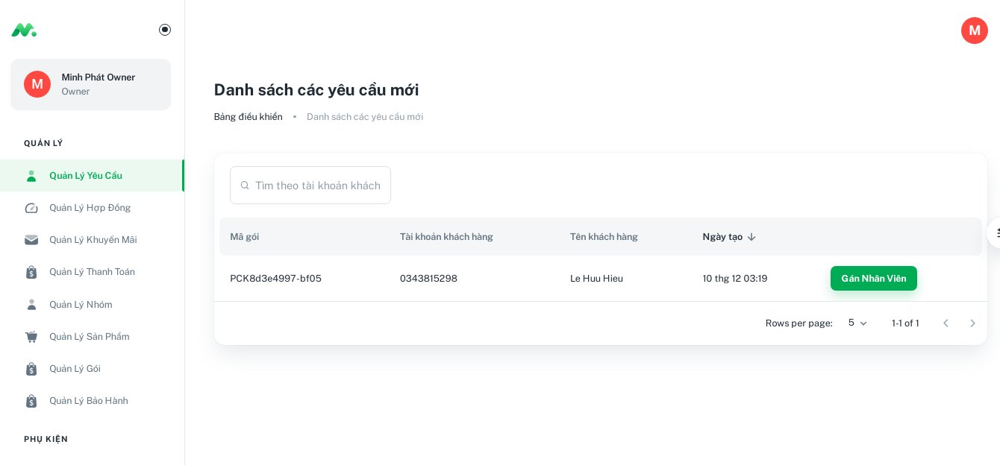 M
M
Minh Phát Owner
Owner
Danh sách các yêu cầu mới
Bảng điều khiển • Danh sách các yêu cầu mới
QUẢN LÝ
Quản Lý Yêu Cầu
Quản Lý Hợp Đồng
Quản Lý Khuyến Mãi
Quản Lý Thanh Toán
Quản Lý Nhóm
Quản Lý Sản Phẩm
Quản Lý Gói
Quản Lý Bảo Hành
PHỤ KIỆN
Tìm theo tài khoản khách
Mã gói Tài khoản khách hàng Tên khách hàng Ngày tạo
PCK8d3e4997-bf05 0343815298 Le Huu Hieu 10 thg 12 03:19 Gán Nhân Viên
Rows per page: 5 1-1 of 1